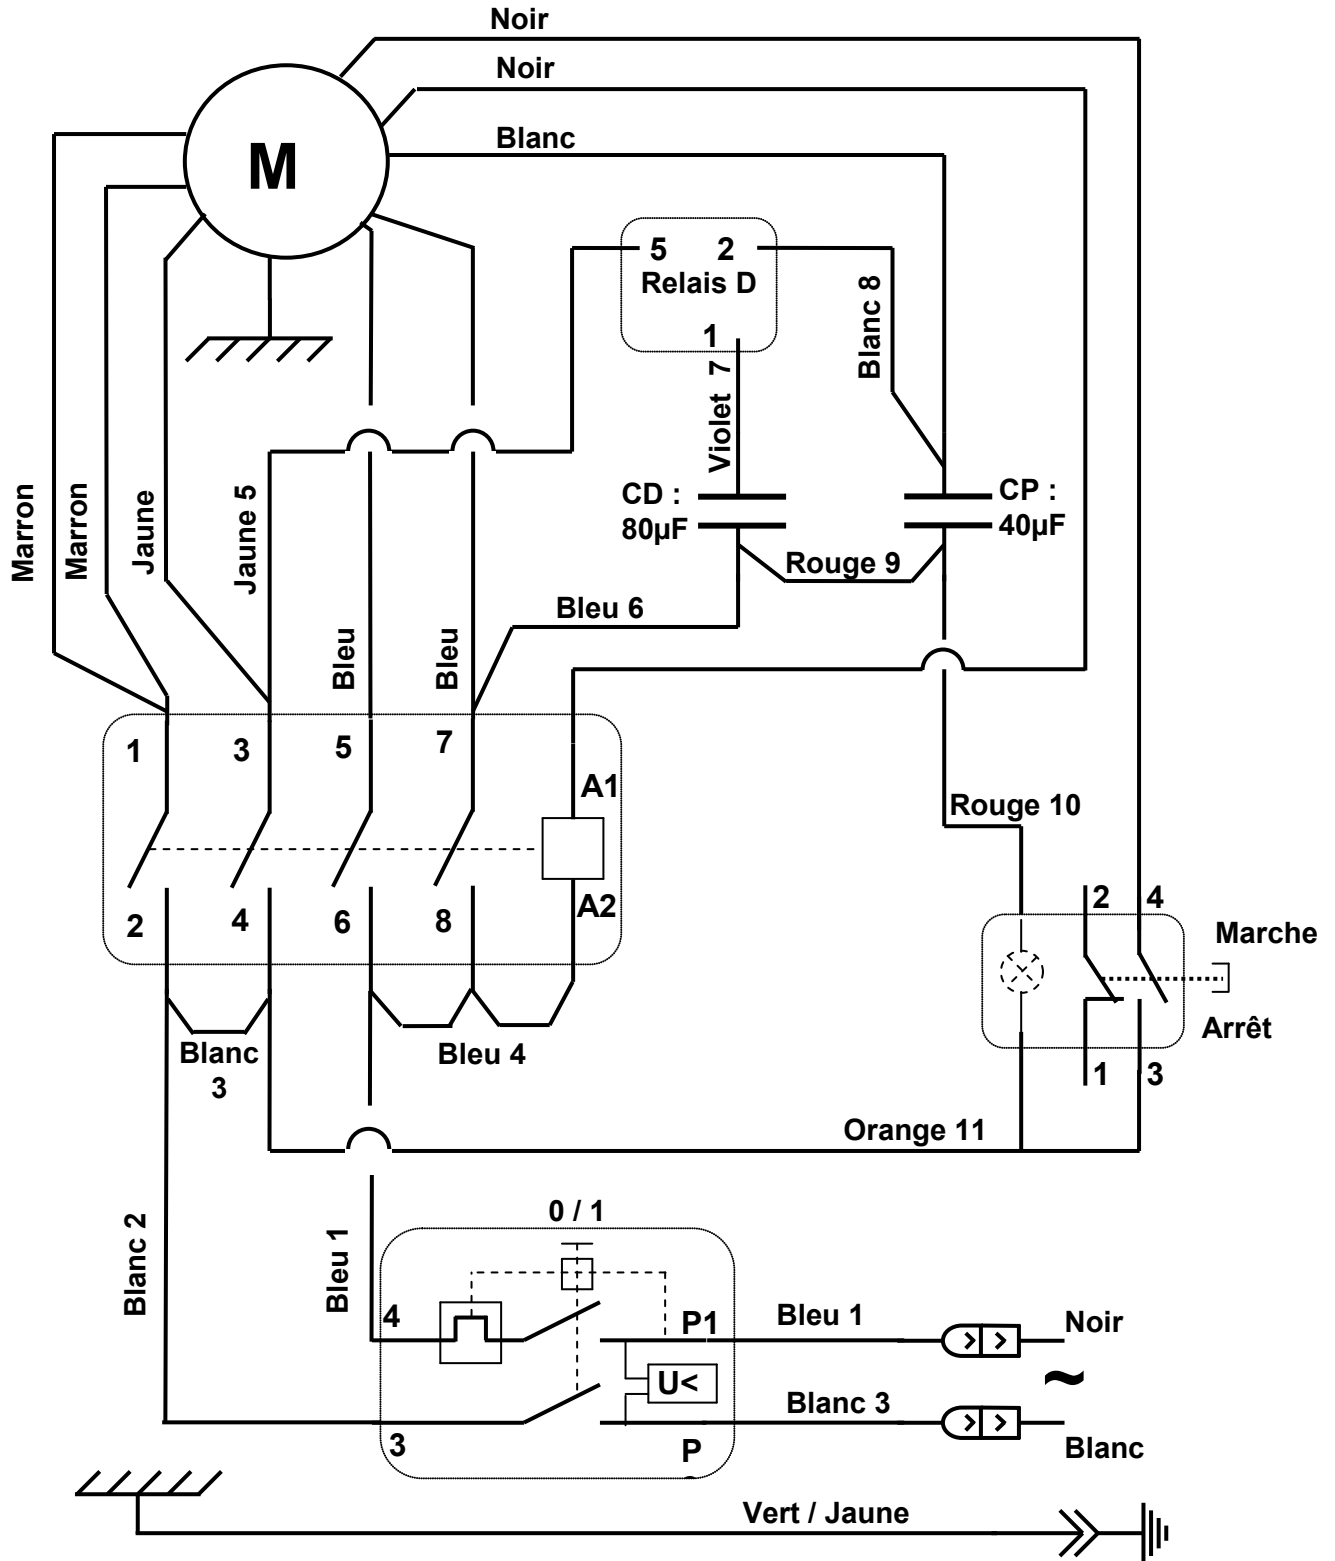 Noir
Noir
Blanc
M
5 2
Relais D
1
Blanc 8
Violet 7
CD :
80µF
CP :
40µF
Rouge 9
Marron
Marron
Jaune
Jaune 5
Bleu 6
Bleu
Bleu
1 3 5 7
A1
Rouge 10
2 4 6 8
A2
2 4
Marche
Arrêt
1 3
Blanc
3
Bleu 4
Orange 11
0 / 1
Blanc 2
Bleu 1
4
P1
Bleu 1
Noir
U<
~
Blanc 3
3
P
Blanc
Vert / Jaune